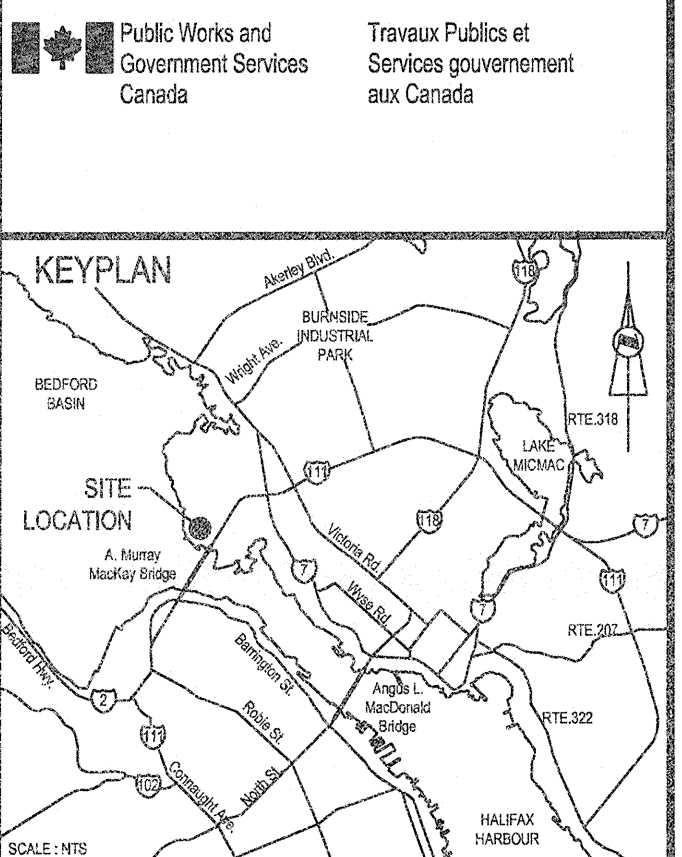 Public Works and
Government Services
Canada
Travaux Publics et
Services gouvernement
aux Canada
KEYPLAN
Akerley Blvd.
118
BURNSIDE
INDUSTRIAL
PARK
Wright Ave.
BEDFORD
BASIN
RTE.318
LAKE
MICMAC
111
SITE
LOCATION
118
7
Victoria Rd.
A. Murray
MacKay Bridge
7
111
Wyse Rd.
7
RTE.207
Bedford Hwy.
Barrington St.
2
Angus L.
MacDonald
Bridge
RTE.322
Robie St.
111
102
Connaught Ave.
North St.
HALIFAX
HARBOUR
SCALE : NTS